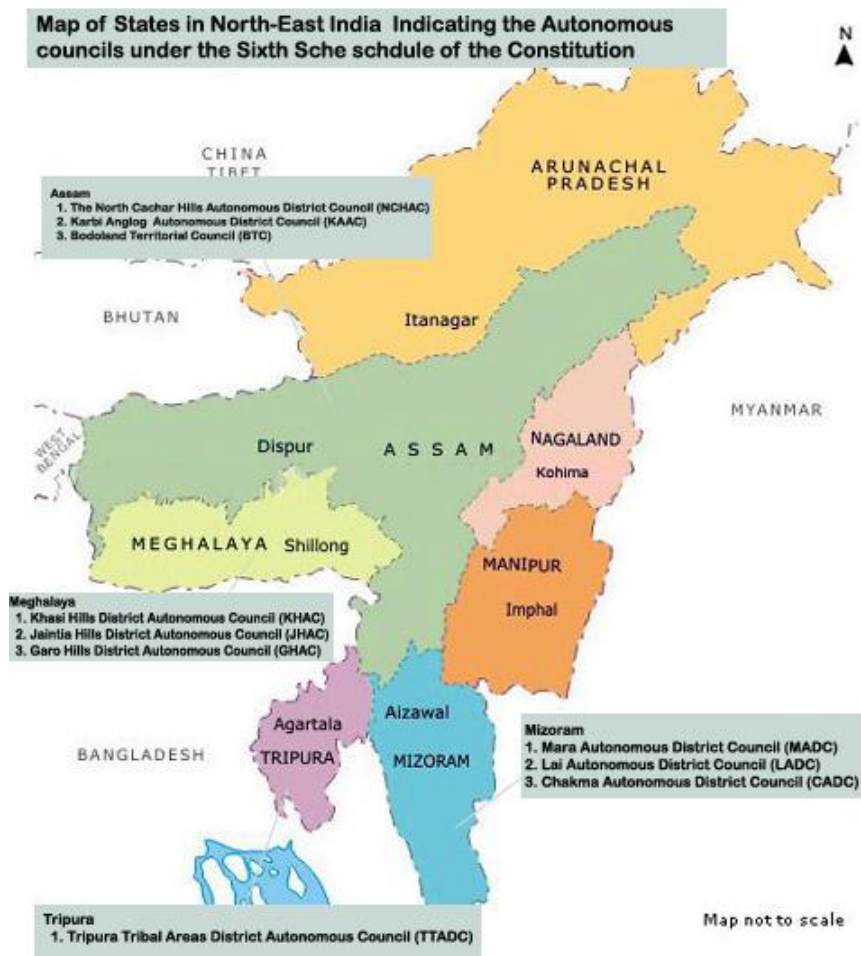 Map of States in North-East India Indicating the Autonomous
councils under the Sixth Sche schdule of the Constitution
N
CHINA
TIBET
ARUNACHAL
PRADESH
Assam
1. The North Cachar Hills Autonomous District Council (NCHAC)
2. Karbi Anglog Autonomous District Council (KAAC)
3. Bodoland Territorial Council (BTC)
BHUTAN
Itanagar
MYANMAR
WEST
BENGAL
Dispur
ASSAM
NAGALAND
Kohima
MEGHALAYA
Shillong
MANIPUR
Imphal
Meghalaya
1. Khasi Hills District Autonomous Council (KHAC)
2. Jaintia Hills District Autonomous Council (JHAC)
3. Garo Hills District Autonomous Council (GHAC)
Agartala
TRIPURA
Aizawal
MIZORAM
BANGLADESH
Mizoram
1. Mara Autonomous District Council (MADC)
2. Lai Autonomous District Council (LADC)
3. Chakma Autonomous District Council (CADC)
Tripura
1. Tripura Tribal Areas District Autonomous Council (TTADC)
Map not to scale